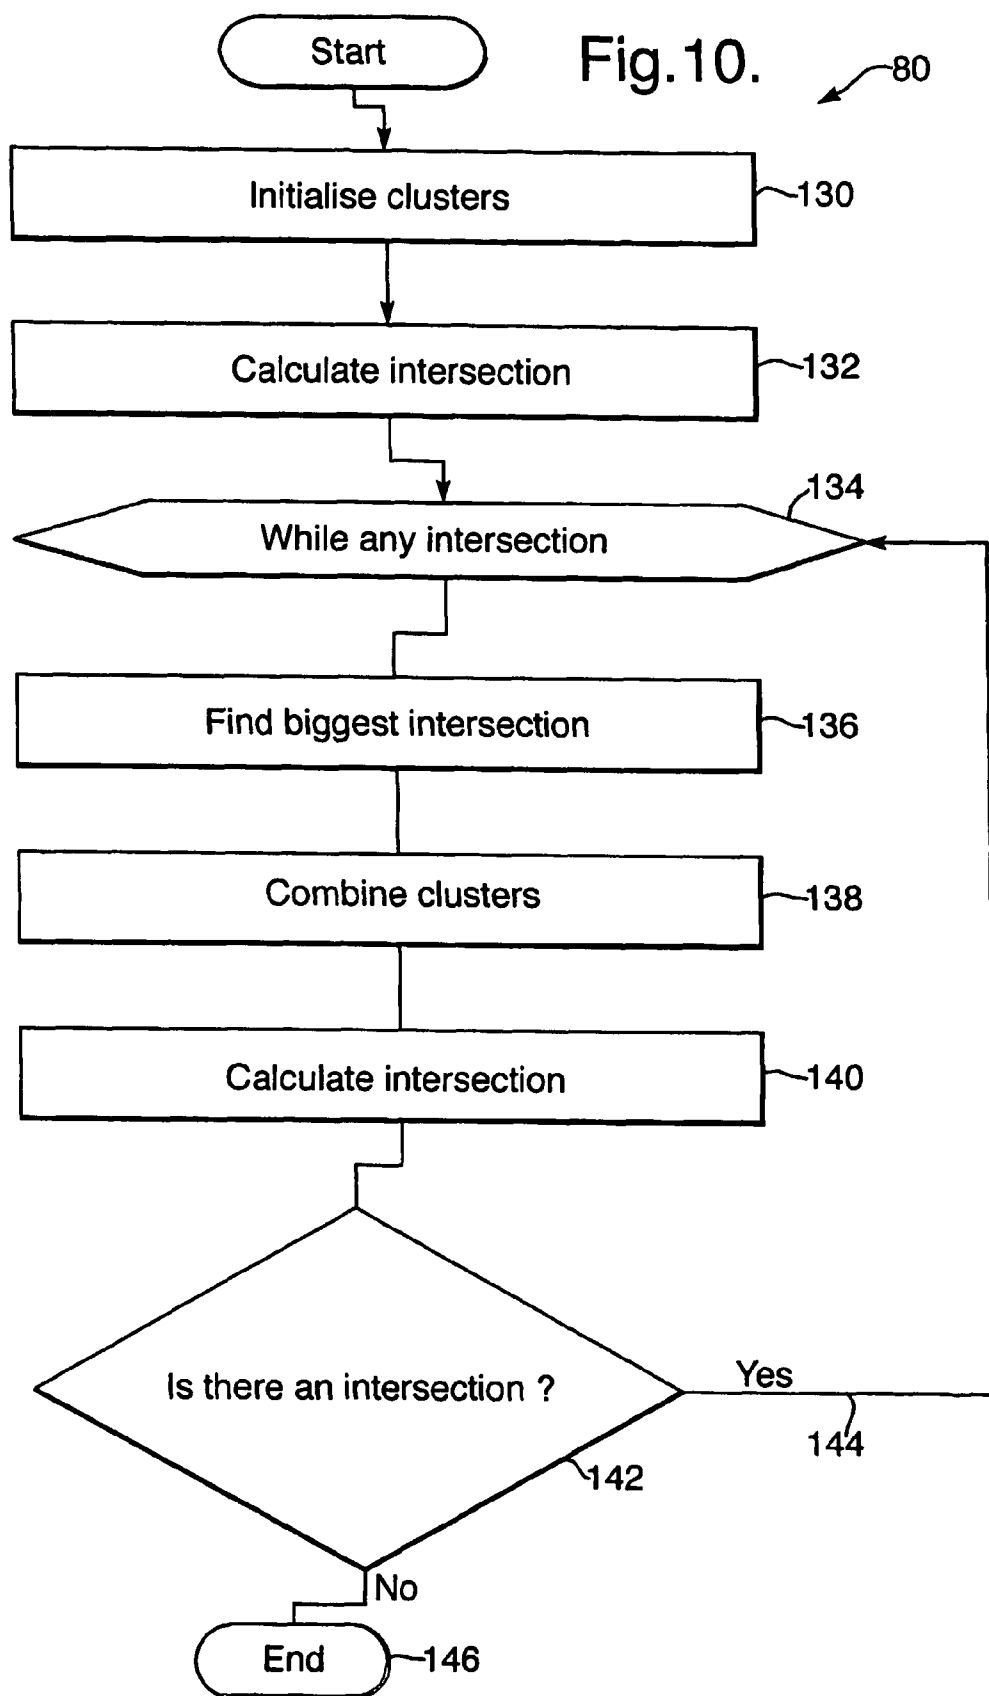 Start
Fig.10.
80
Initialise clusters
130
Calculate intersection
132
134
While any intersection
Find biggest intersection
136
Combine clusters
138
Calculate intersection
140
Is there an intersection ?
Yes
144
142
No
End
146